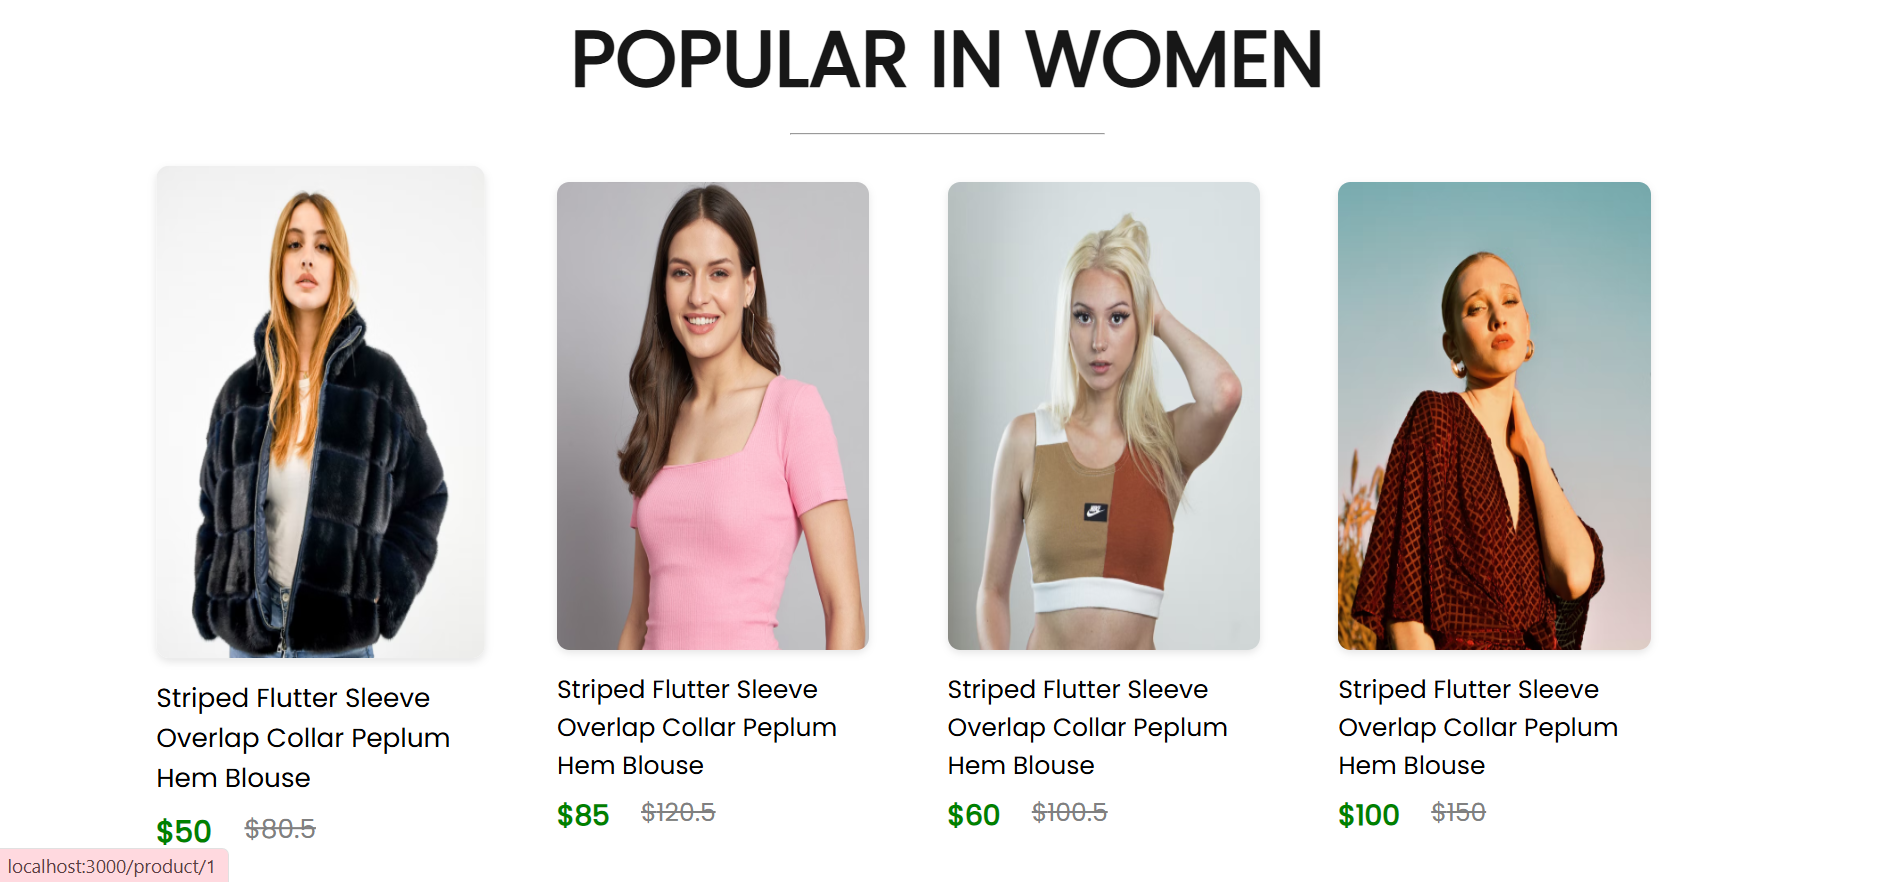 POPULAR IN WOMEN
Striped Flutter Sleeve
Overlap Collar Peplum
Hem Blouse
$50 $80.5
Striped Flutter Sleeve
Overlap Collar Peplum
Hem Blouse
$85 $120.5
Striped Flutter Sleeve
Overlap Collar Peplum
Hem Blouse
$60 $100.5
Striped Flutter Sleeve
Overlap Collar Peplum
Hem Blouse
$100 $150
localhost:3000/product/1